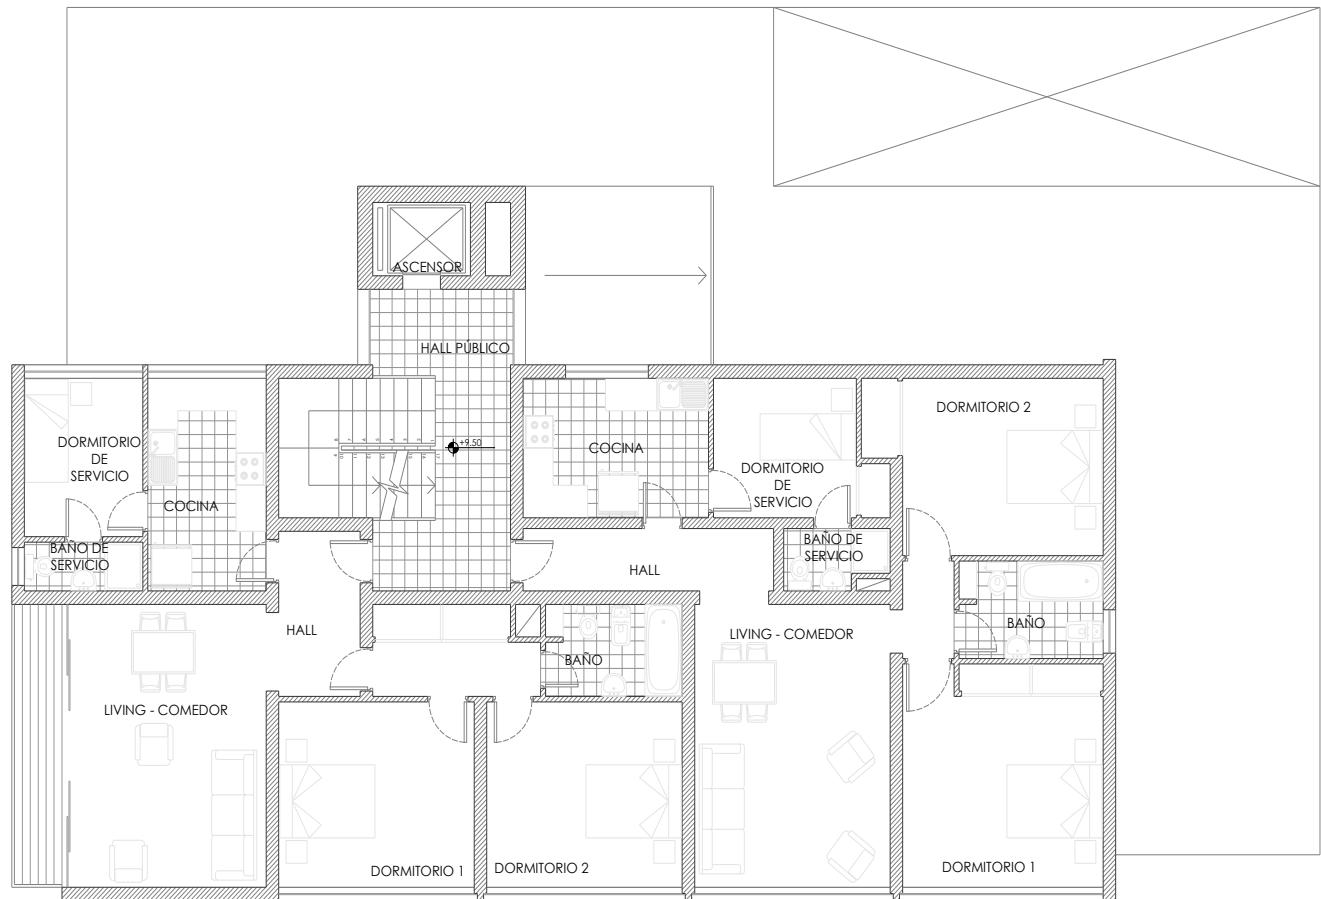 ASCENSOR
HALL PÚBLICO
DORMITORIO 2
DORMITORIO
DE
SERVICIO
+9.50
COCINA
DORMITORIO
DE
SERVICIO
COCINA
BAÑO DE
SERVICIO
BAÑO DE
SERVICIO
HALL
HALL
LIVING - COMEDOR
BAÑO
BAÑO
LIVING - COMEDOR
DORMITORIO 1
DORMITORIO 2
DORMITORIO 1